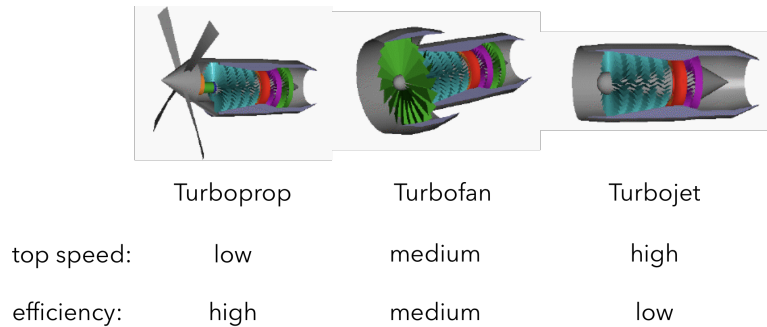 Turboprop Turbofan Turbojet
top speed: low medium high
efficiency: high medium low